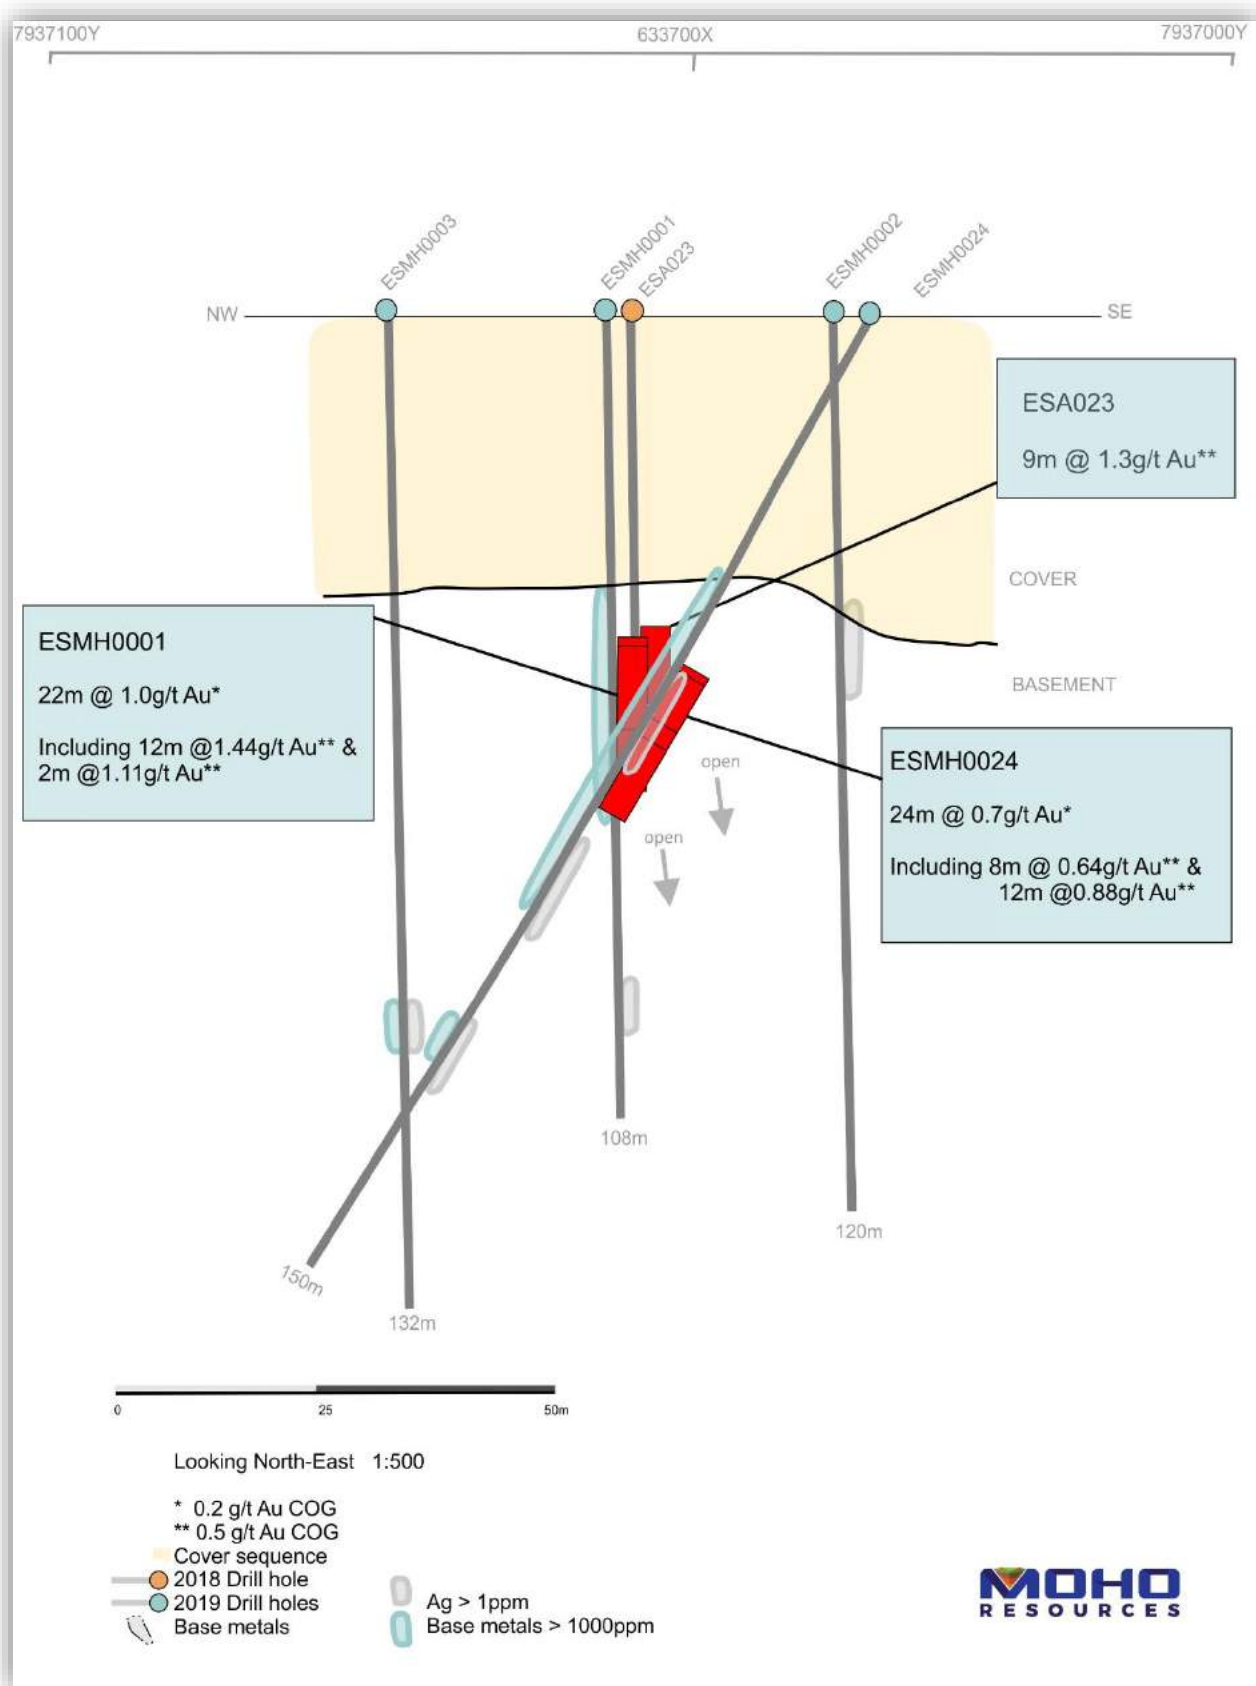 7937100Y 633700X 7937000Y
ESMH0003
ESMH0001
ESA023
ESMH0002
ESMH0024
NW
SE
ESA023
9m @ 1.3g/t Au**
COVER
BASEMENT
ESMH0001
22m @ 1.0g/t Au*
Including 12m @1.44g/t Au** &
2m @1.11g/t Au**
open
open
ESMH0024
24m @ 0.7g/t Au*
Including 8m @ 0.64g/t Au** &
12m @0.88g/t Au**
108m
120m
150m
132m
0 25 50m
Looking North-East 1:500
* 0.2 g/t Au COG
** 0.5 g/t Au COG
Cover sequence
2018 Drill hole
2019 Drill holes
Base metals
Ag > 1ppm
Base metals > 1000ppm
MOHO
RESOURCES